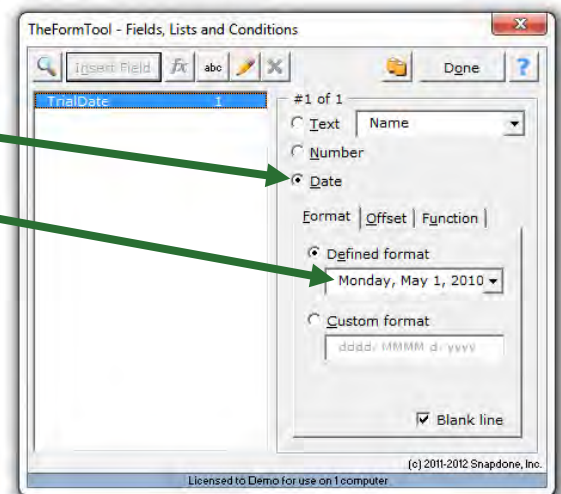 TheFormTool - Fields, Lists and Conditions
Insert Field fx abc Done ?
TrialDate 1
#1 of 1
Text Name
Number
Date
Format Offset Function
Defined format
Monday, May 1, 2010
Custom format
dddd, MMMM d, yyyy
Blank line
(c) 2011-2012 Snapdone, Inc.
Licensed to Demo for use on 1 computer